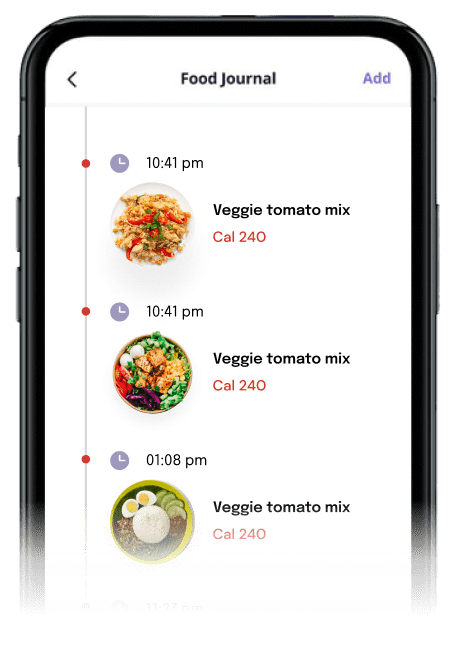 Food Journal
Add
10:41 pm
Veggie tomato mix
Cal 240
10:41 pm
Veggie tomato mix
Cal 240
01:08 pm
Veggie tomato mix
Cal 240